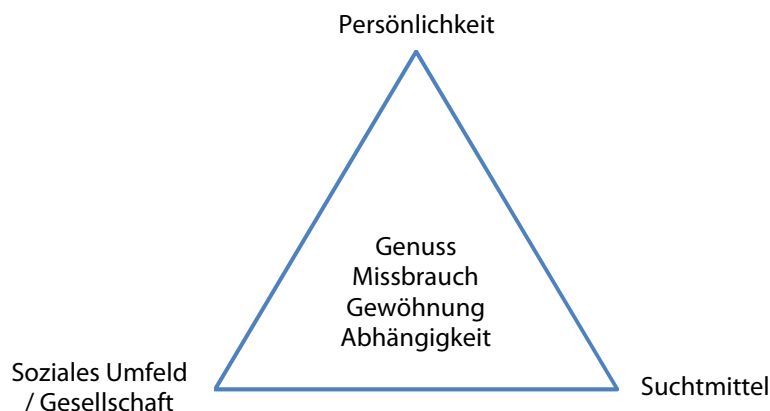 Persönlichkeit
Genuss
Missbrauch
Gewöhnung
Abhängigkeit
Soziales Umfeld
/ Gesellschaft
Suchtmittel